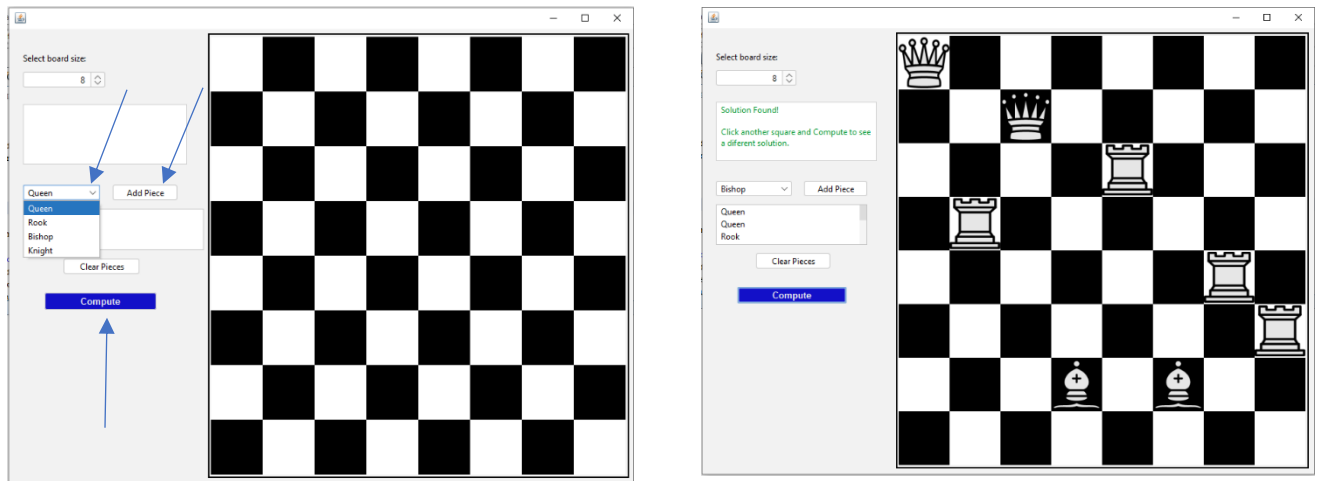 Select board size:
8
Queen
Add Piece
Queen
Rook
Bishop
Knight
Clear Pieces
Compute
Select board size:
8
Solution Found!
Click another square and Compute to see
a diferent solution.
Bishop
Add Piece
Queen
Queen
Rook
Clear Pieces
Compute